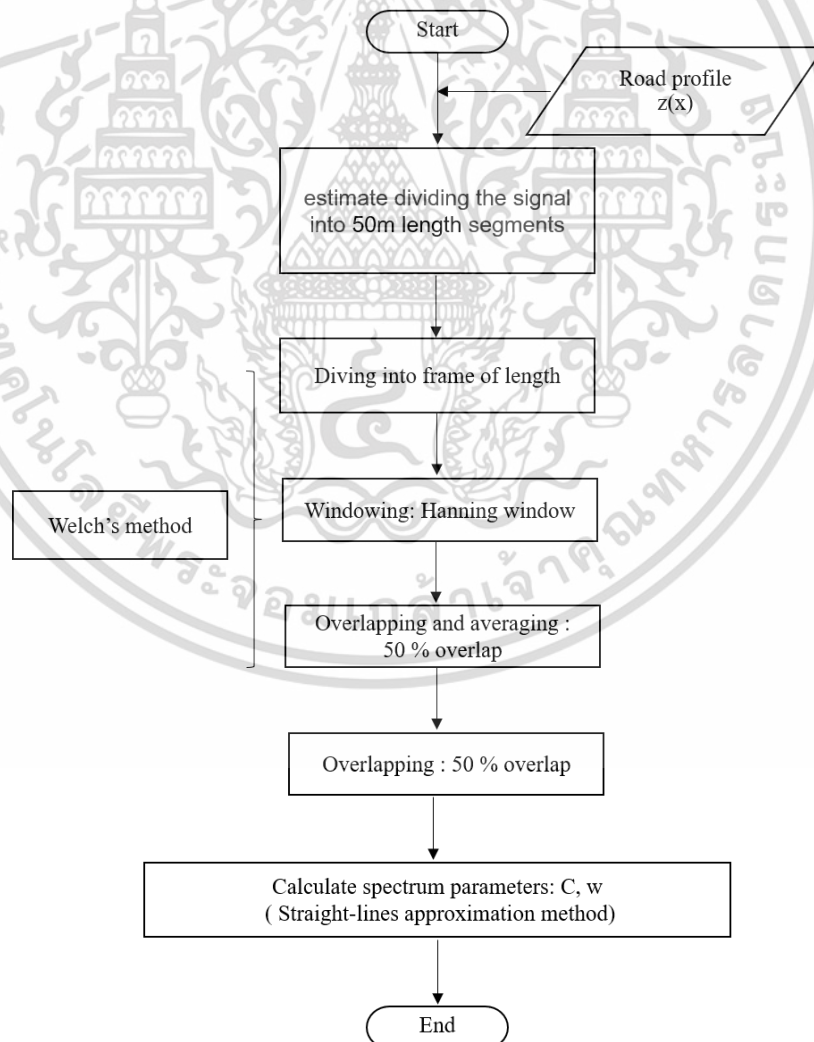 Start
Road profile
z(x)
estimate dividing the signal
into 50m length segments
Diving into frame of length
Welch's method
Windowing: Hanning window
Overlapping and averaging :
50 % overlap
Overlapping : 50 % overlap
Calculate spectrum parameters: C, w
( Straight-lines approximation method)
End